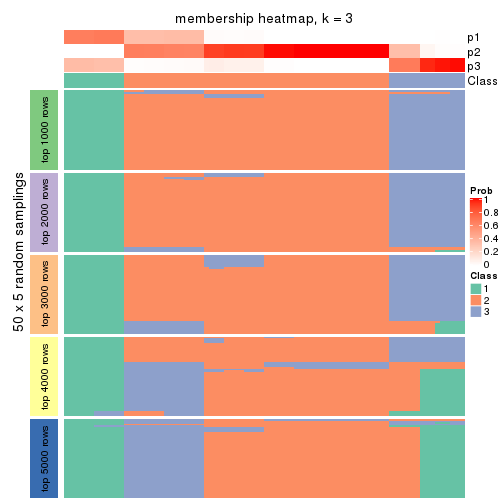 membership heatmap, k = 3
p1
p2
p3
Class
50 x 5 random samplings
top 1000 rows
top 2000 rows
top 3000 rows
top 4000 rows
top 5000 rows
Prob
1
0.8
0.6
0.4
0.2
0
Class
1
2
3